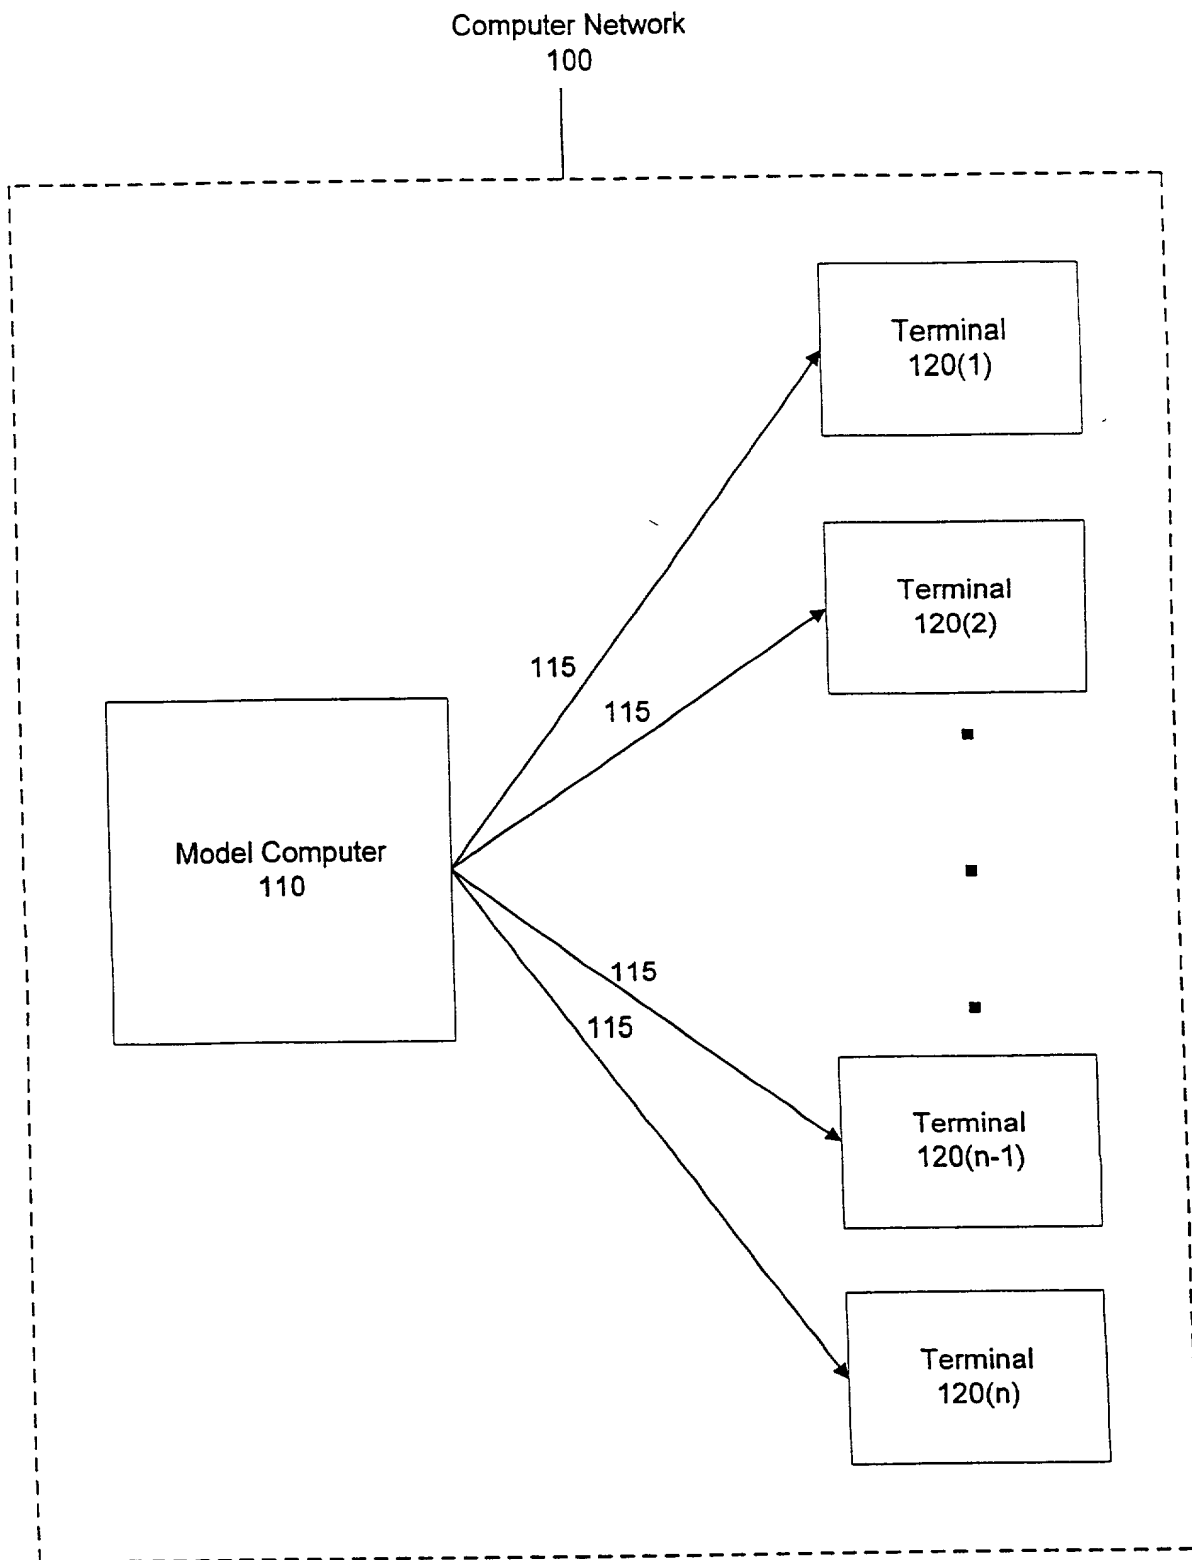 Computer Network
100
Terminal
120(1)
Terminal
120(2)
115
115
Model Computer
110
115
115
Terminal
120(n-1)
Terminal
120(n)